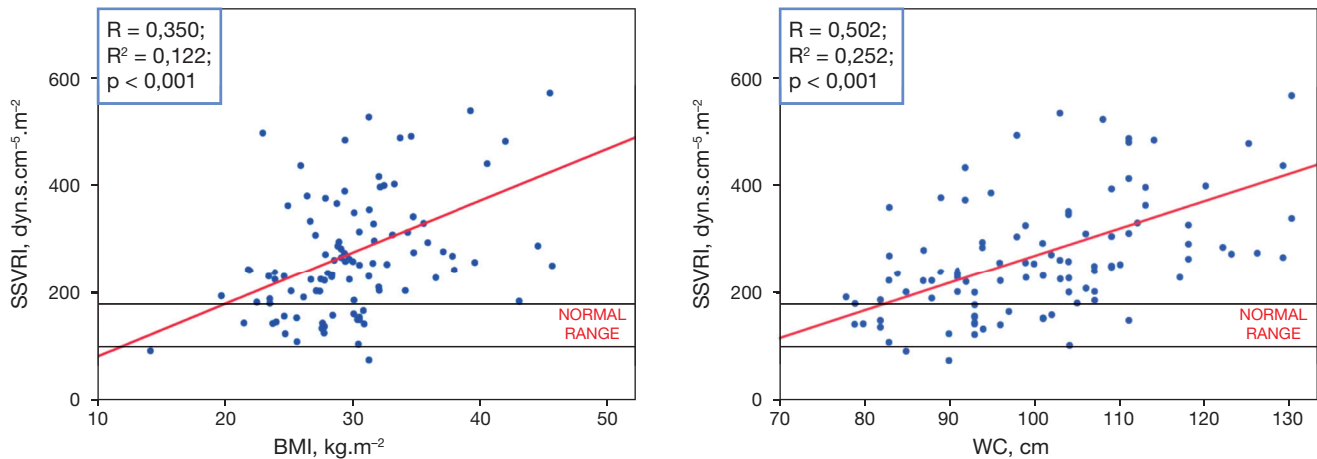 R = 0,350;
R² = 0,122;
p < 0,001
600
400
200
0
SSVRI, dyn.s.cm⁻⁵.m⁻²
NORMAL
RANGE
10
20
30
40
50
BMI, kg.m⁻²
R = 0,502;
R² = 0,252;
p < 0,001
600
400
200
0
SSVRI, dyn.s.cm⁻⁵.m⁻²
NORMAL
RANGE
70
80
90
100
110
120
130
WC, cm